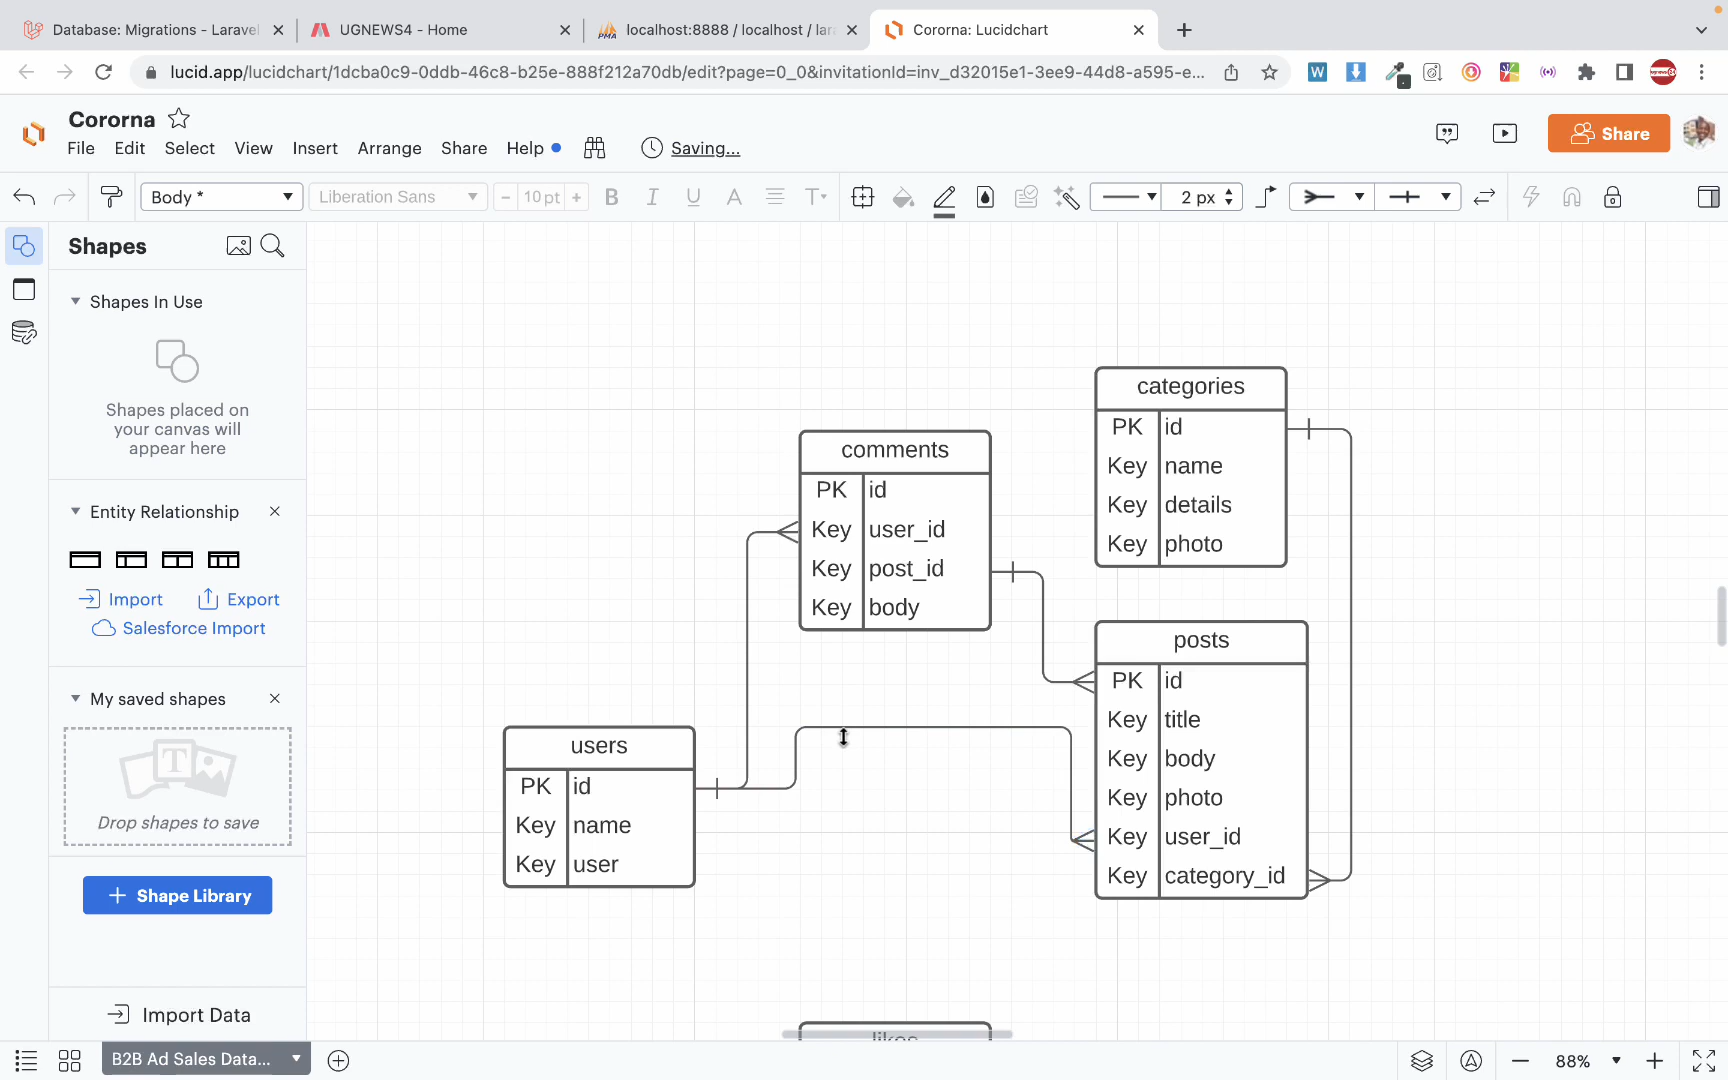 Database: Migrations - Laravel
UGNEWS4 - Home
localhost:8888 / localhost / lara
Cororna: Lucidchart
lucid.app/lucidchart/1dcba0c9-0ddb-46c8-b25e-888f212a70db/edit?page=0_0&invitationId=inv_d32015e1-3ee9-44d8-a595-e...
Cororna
File Edit Select View Insert Arrange Share Help
Saving...
Share
Body *
Liberation Sans
10 pt
2 px
Shapes
Shapes In Use
Shapes placed on
your canvas will
appear here
Entity Relationship
Import
Export
Salesforce Import
My saved shapes
T
Drop shapes to save
+ Shape Library
Import Data
categories
PK id
Key name
Key details
Key photo
comments
PK id
Key user_id
Key post_id
Key body
posts
PK id
Key title
Key body
Key photo
Key user_id
Key category_id
users
PK id
Key name
Key user
likes
B2B Ad Sales Data...
88%